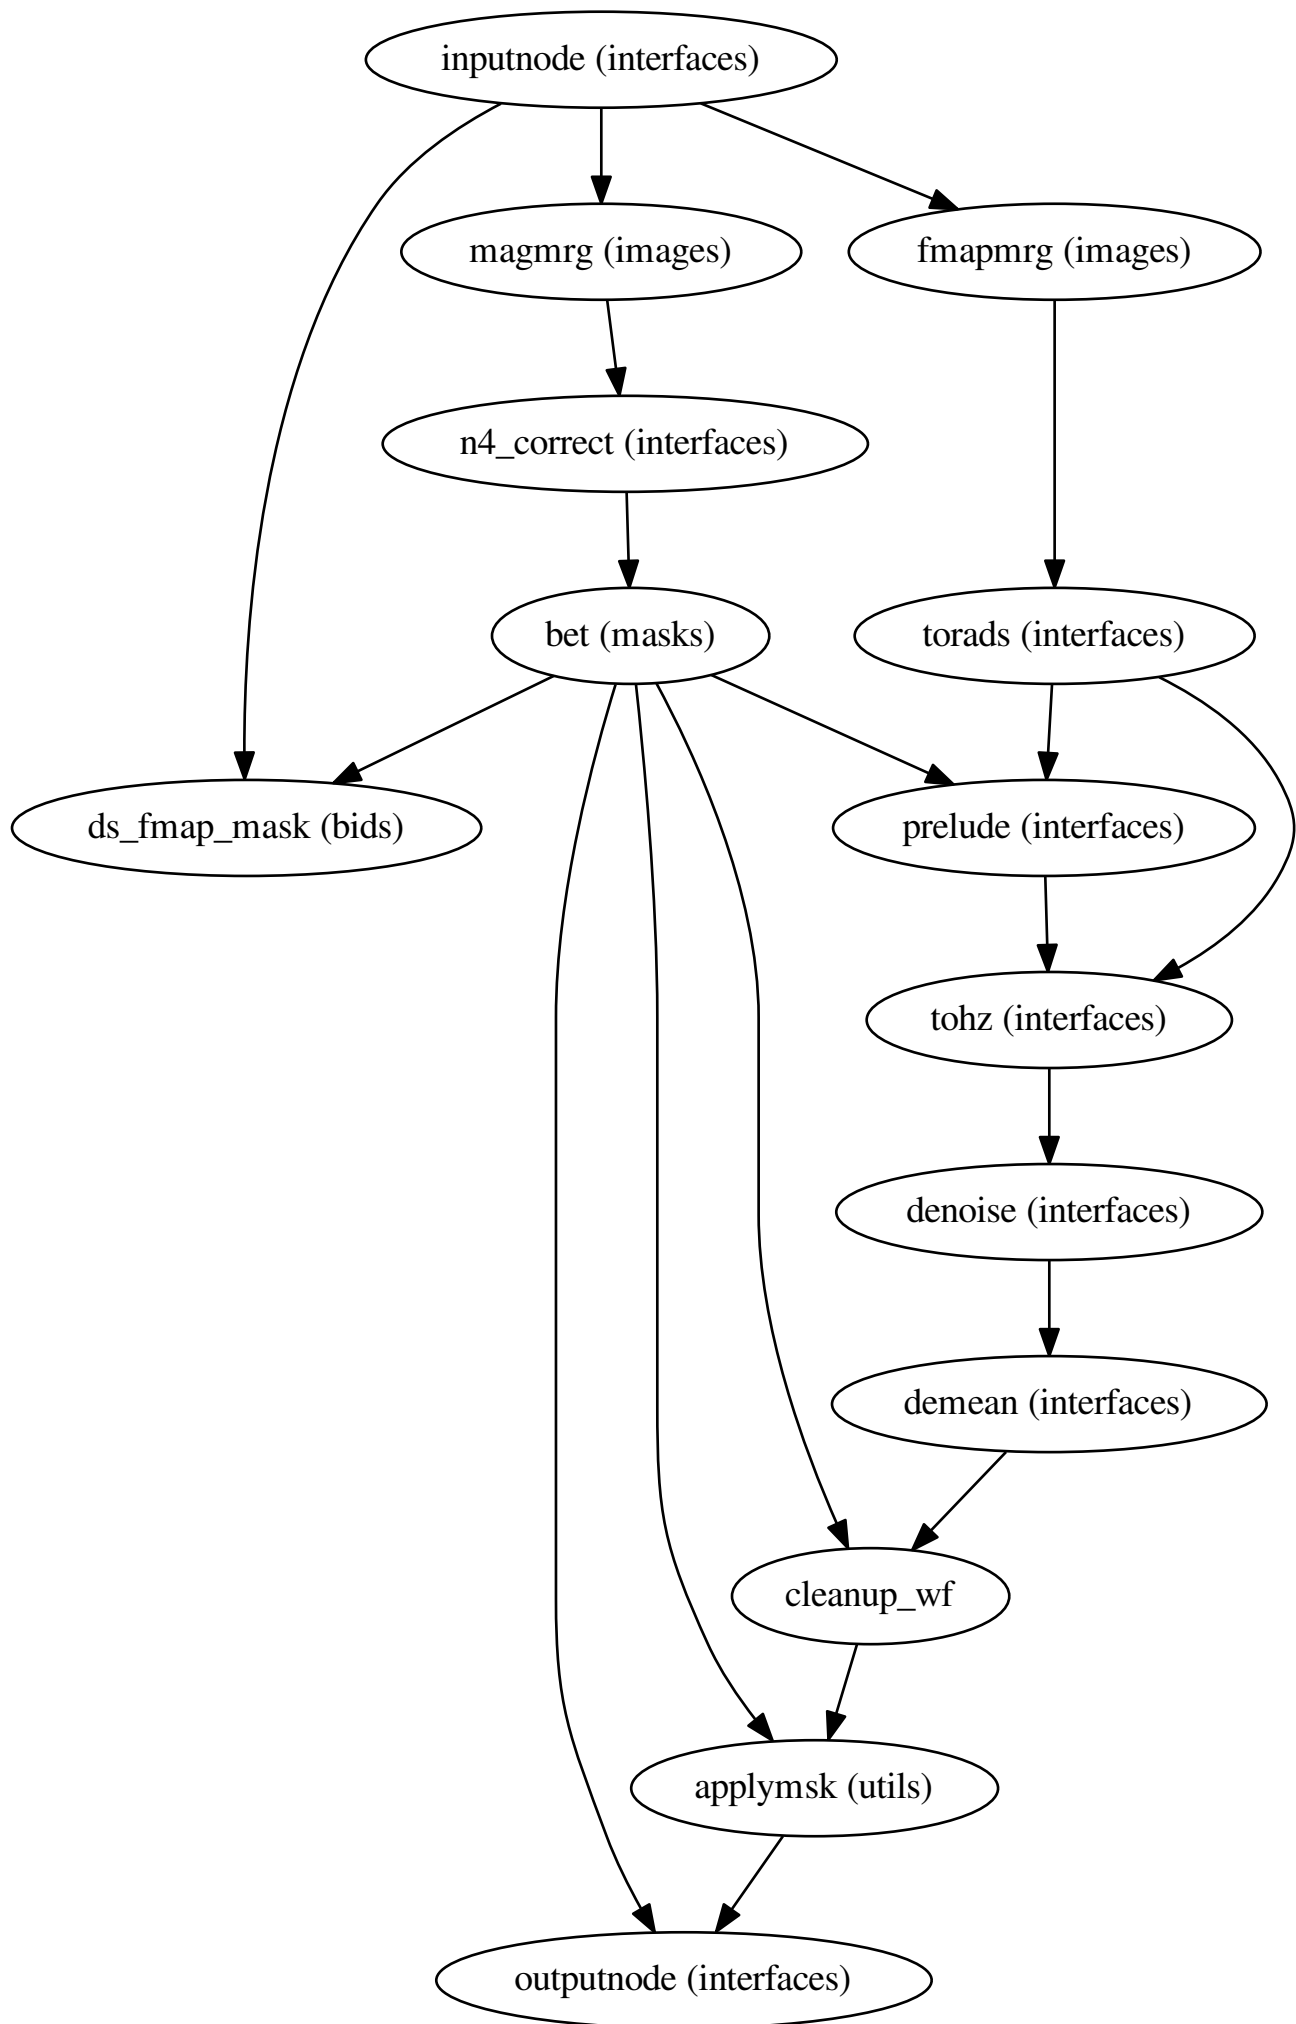 inputnode (interfaces)
magmrg (images)
fmapmrg (images)
n4_correct (interfaces)
bet (masks)
torads (interfaces)
ds_fmap_mask (bids)
prelude (interfaces)
tohz (interfaces)
denoise (interfaces)
demean (interfaces)
cleanup_wf
applymsk (utils)
outputnode (interfaces)